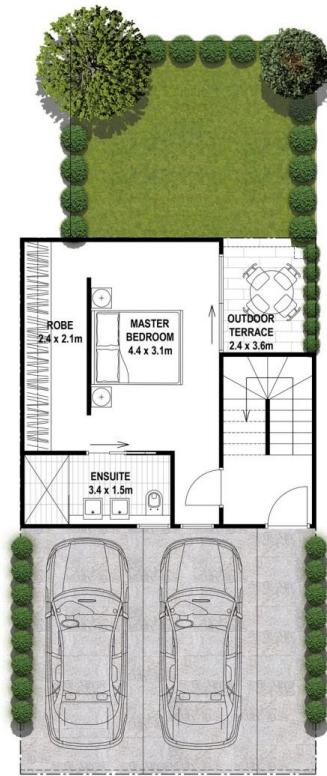 ROBE
2.4 x 2.1m
MASTER
BEDROOM
4.4 x 3.1m
OUTDOOR
TERRACE
2.4 x 3.6m
ENSUITE
3.4 x 1.5m